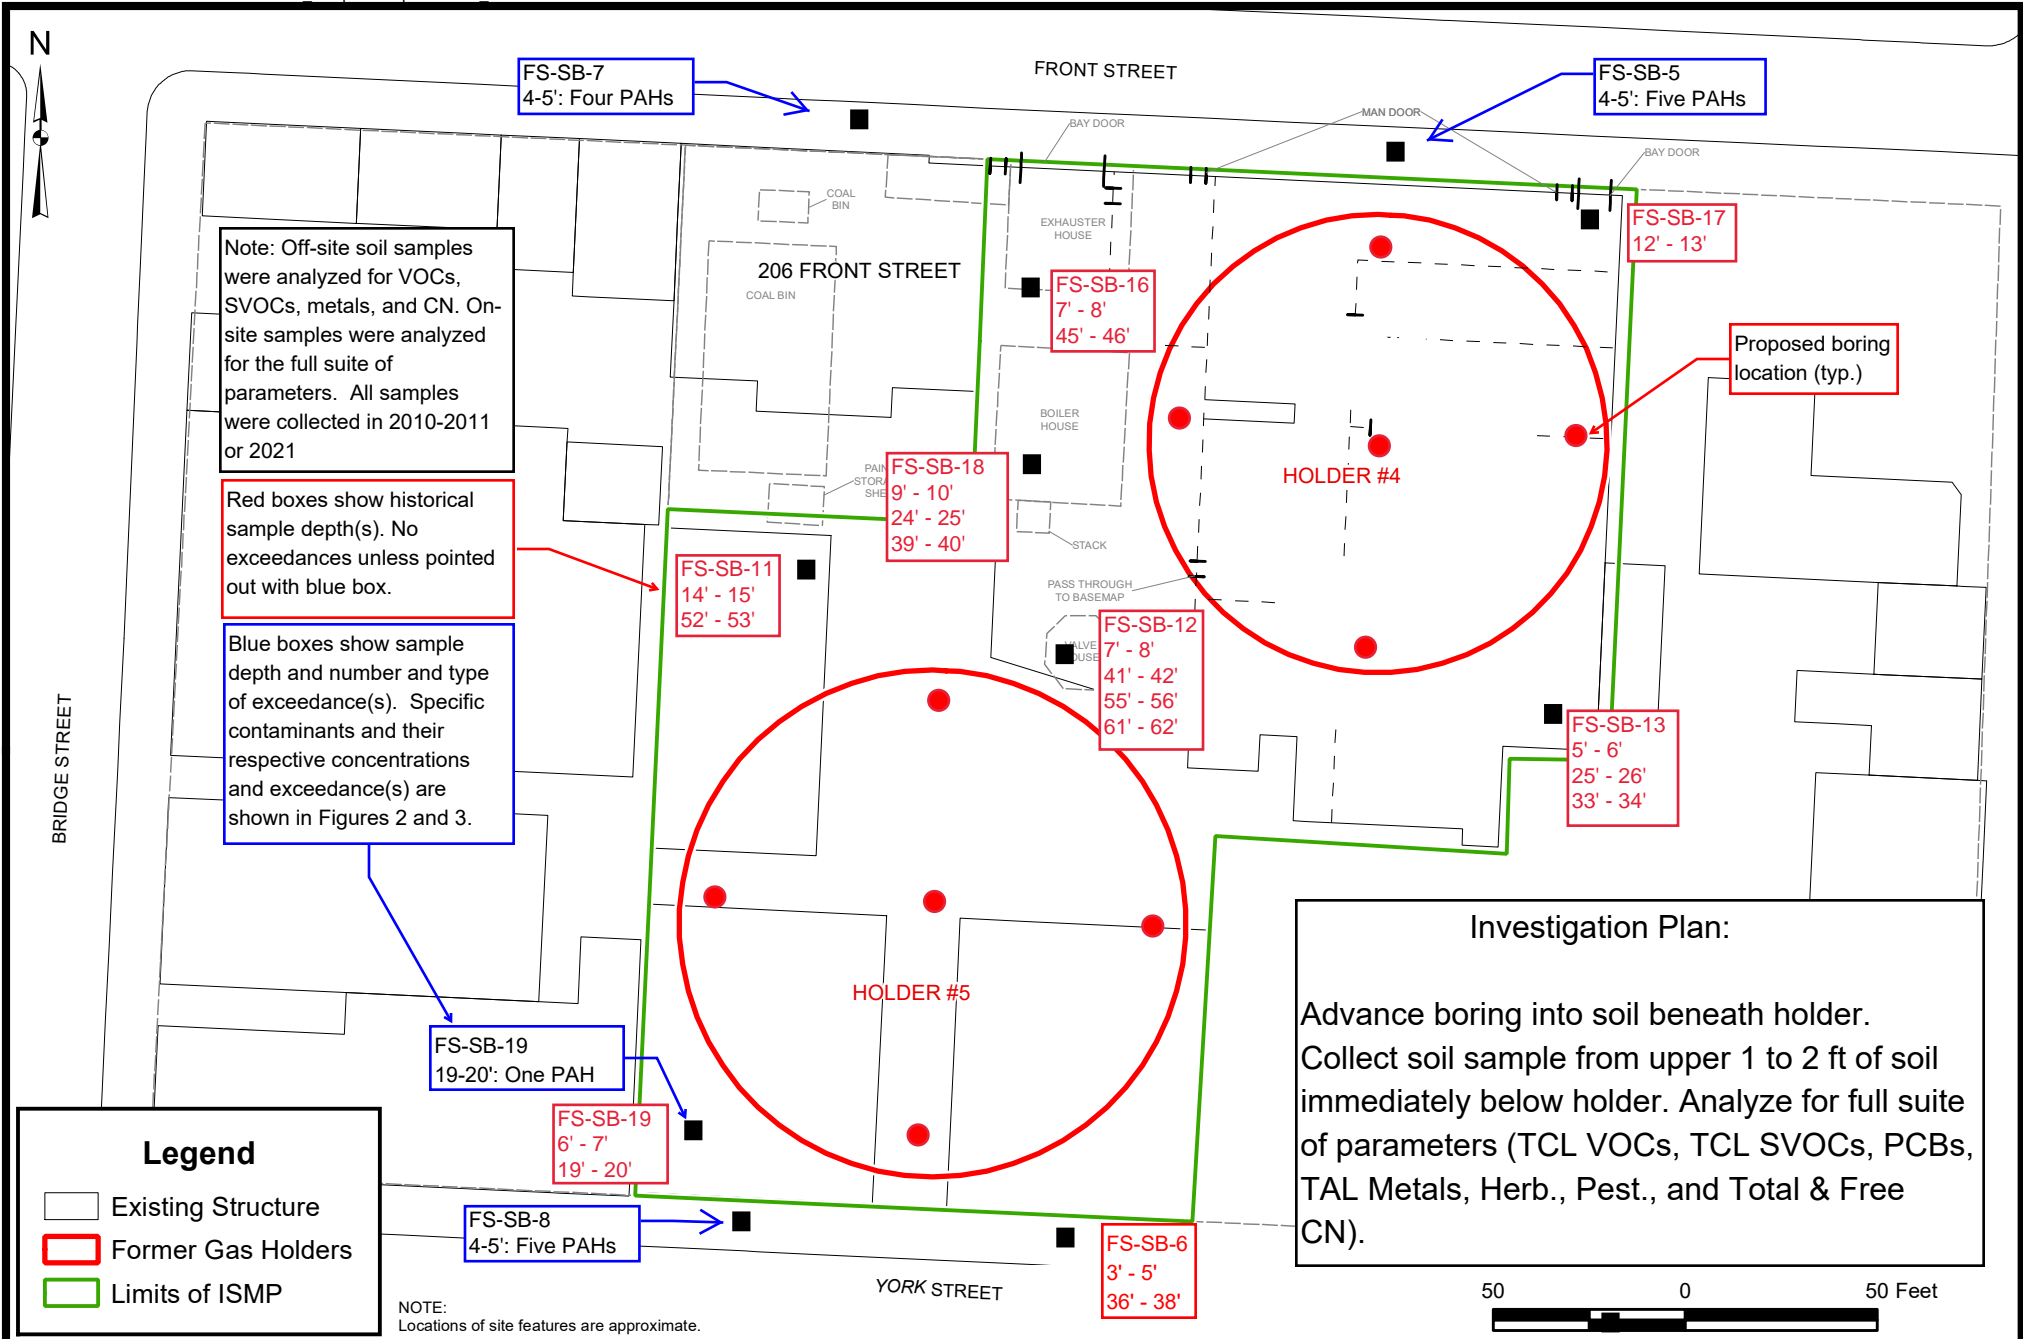 N
FRONT STREET
FS-SB-7
4-5': Four PAHs
FS-SB-5
4-5': Five PAHs
MAN DOOR
BAY DOOR
BAY DOOR
COAL
BIN
EXHAUSTER
HOUSE
FS-SB-17
12' - 13'
Note: Off-site soil samples
were analyzed for VOCs,
SVOCs, metals, and CN. On-
site samples were analyzed
for the full suite of
parameters. All samples
were collected in 2010-2011
or 2021
206 FRONT STREET
COAL BIN
FS-SB-16
7' - 8'
45' - 46'
Proposed boring
location (typ.)
BOILER
HOUSE
HOLDER #4
Red boxes show historical
sample depth(s). No
exceedances unless pointed
out with blue box.
PAIN
STORA
SHE
FS-SB-18
9' - 10'
24' - 25'
39' - 40'
STACK
FS-SB-11
14' - 15'
52' - 53'
PASS THROUGH
TO BASEMAP
VALVE
OUSE
FS-SB-12
7' - 8'
41' - 42'
55' - 56'
61' - 62'
Blue boxes show sample
depth and number and type
of exceedance(s). Specific
contaminants and their
respective concentrations
and exceedance(s) are
shown in Figures 2 and 3.
BRIDGE STREET
FS-SB-13
5' - 6'
25' - 26'
33' - 34'
HOLDER #5
Investigation Plan:
Advance boring into soil beneath holder.
Collect soil sample from upper 1 to 2 ft of soil
immediately below holder. Analyze for full suite
of parameters (TCL VOCs, TCL SVOCs, PCBs,
TAL Metals, Herb., Pest., and Total & Free
CN).
FS-SB-19
19-20': One PAH
FS-SB-19
6' - 7'
19' - 20'
FS-SB-8
4-5': Five PAHs
FS-SB-6
3' - 5'
36' - 38'
YORK STREET
Legend
Existing Structure
Former Gas Holders
Limits of ISMP
NOTE:
Locations of site features are approximate.
50 0 50 Feet